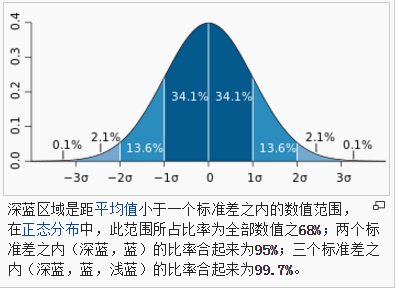 0.4
0.3
0.2
0.1
0.0
34.1% 34.1%
0.1% 2.1% 13.6% 13.6% 2.1% 0.1%
−3σ −2σ −1σ 0 1σ 2σ 3σ
深蓝区域是距平均值小于一个标准差之内的数值范围，
在正态分布中，此范围所占比率为全部数值之68%；两个标
准差之内（深蓝，蓝）的比率合起来为95%；三个标准差之
内（深蓝，蓝，浅蓝）的比率合起来为99.7%。